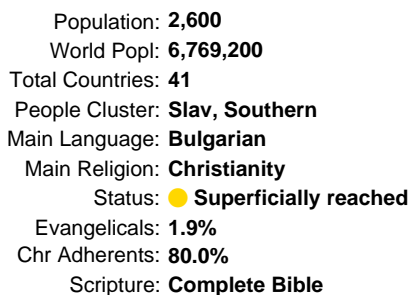 Population: 2,600
World Popl: 6,769,200
Total Countries: 41
People Cluster: Slav, Southern
Main Language: Bulgarian
Main Religion: Christianity
Status: Superficially reached
Evangelicals: 1.9%
Chr Adherents: 80.0%
Scripture: Complete Bible